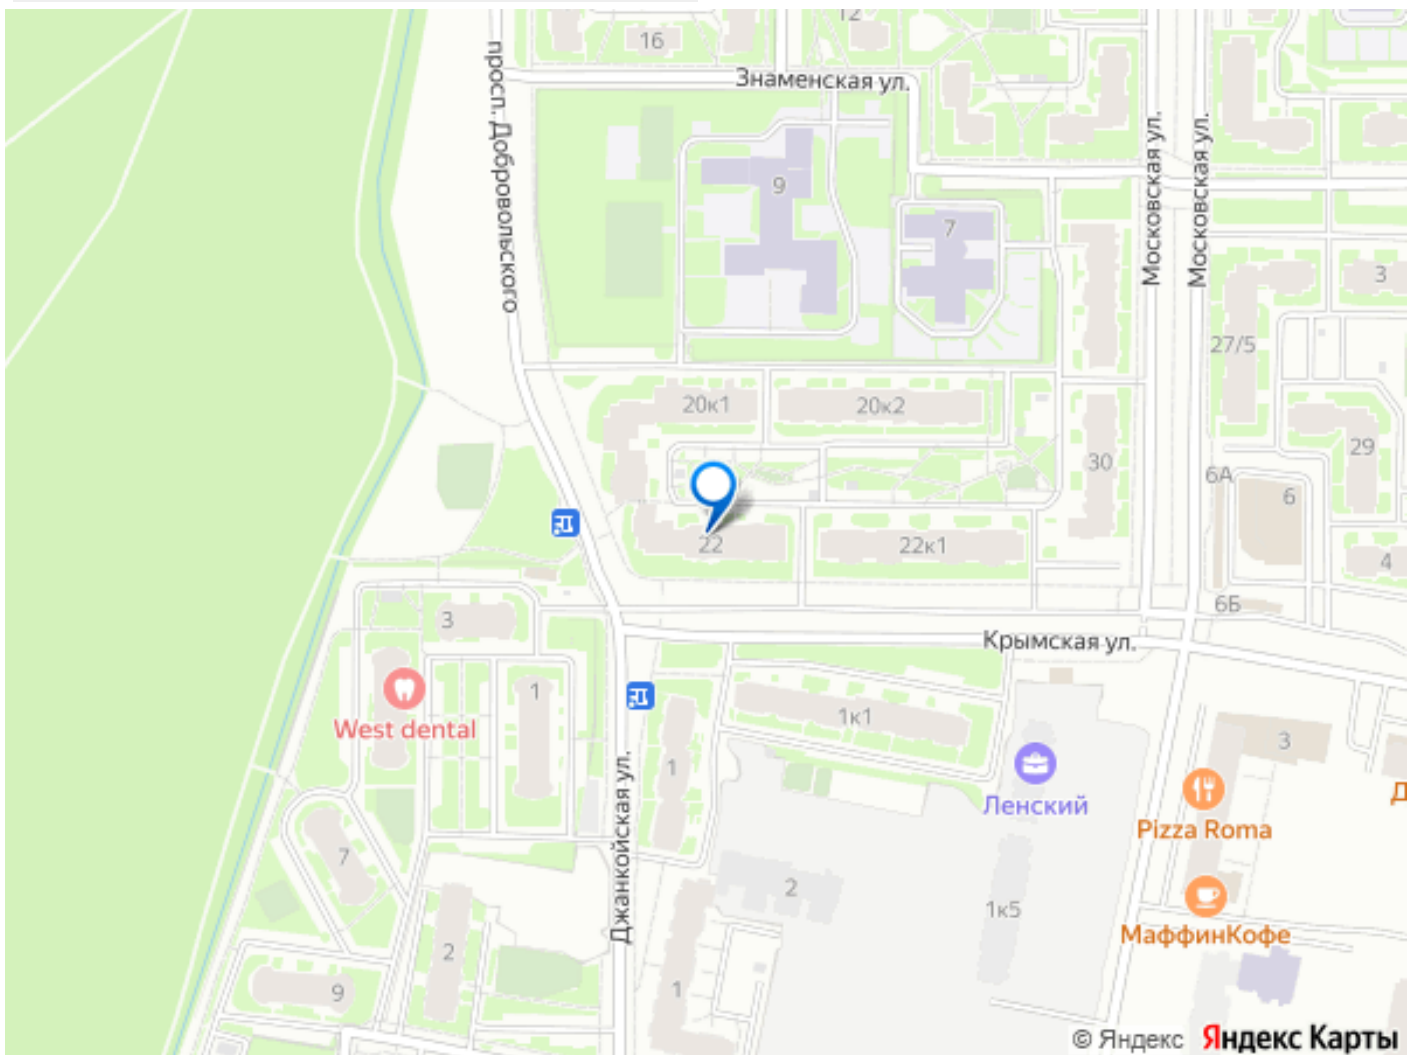 12
16
Знаменская ул.
просп. Добровольского
Московская ул.
Московская ул.
9
7
3
27/5
20к1
20к2
29
30
6А
6
22
22к1
4
6Б
3
Крымская ул.
1
West dental
1к1
3
1
Ленский
Джанкойская ул.
Д
Pizza Roma
7
2
1к5
МаффинКофе
2
9
1
© Яндекс Яндекс Карты